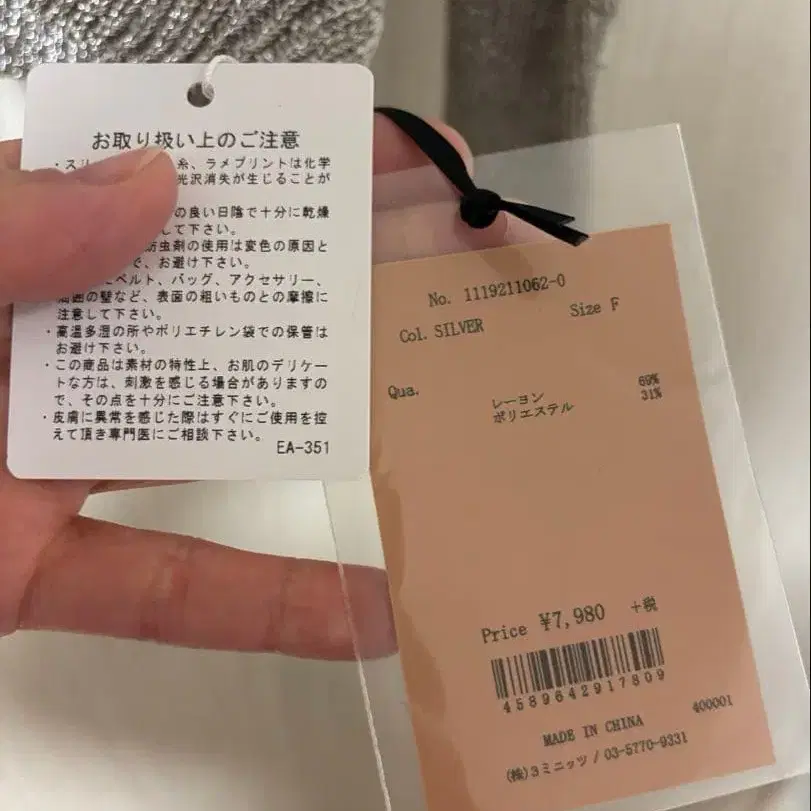 お取り扱い上のご注意
・スリ 糸、ラメプリントは化学
光沢消失が生じることが
の良い日陰で十分に乾燥
して下さい。
防虫剤の使用は変色の原因と
で、お避け下さい。
ベルト、バッグ、アクセサリー、
周囲の壁など、表面の粗いものとの摩擦に
注意して下さい。
・高温多湿の所やポリエチレン袋での保管は
お避け下さい。
・この商品は素材の特性上、お肌のデリケー
トな方は、刺激を感じる場合がありますの
で、その点を十分にご注意下さい。
・皮膚に異常を感じた際はすぐにご使用を控
えて頂き専門医にご相談下さい。
EA-351
No. 1119211062-0
Col. SILVER Size F
Qua.
レーヨン 69%
ポリエステル 31%
Price ¥7,980 +税
4589642917809
400001
MADE IN CHINA
(株)3ミニッツ / 03-5770-9331